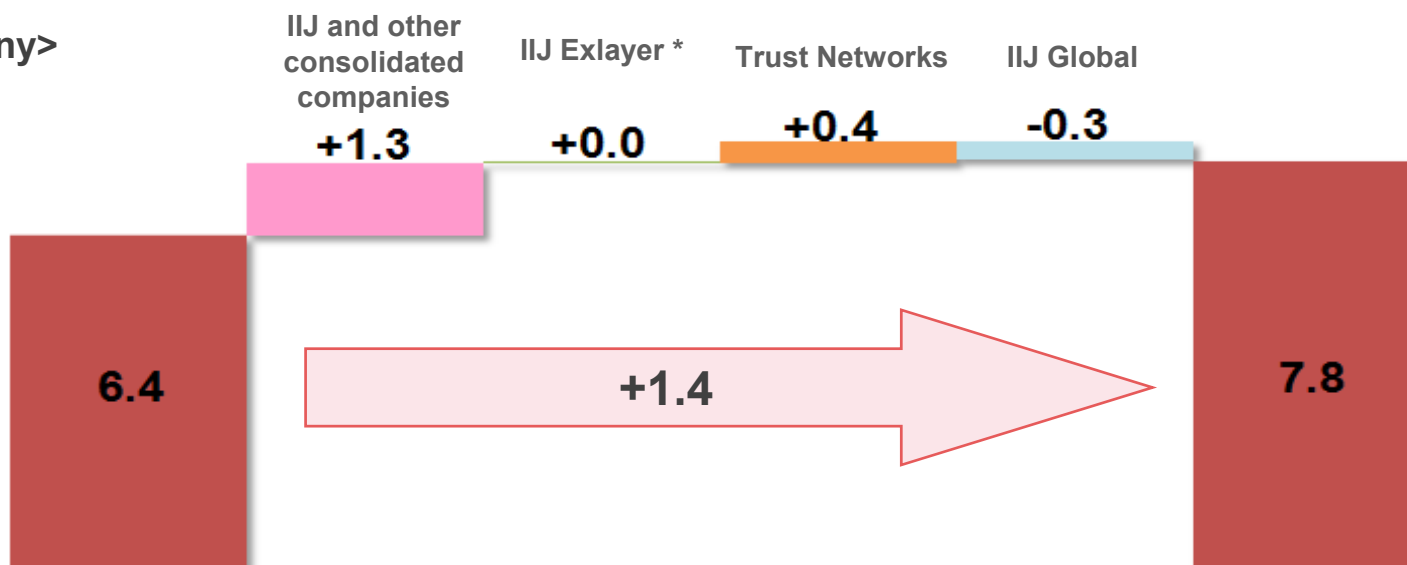 ny>
IIJ and other
consolidated
companies
IIJ Exlayer *
Trust Networks
IIJ Global
+1.3
+0.0
+0.4
-0.3
6.4
+1.4
7.8